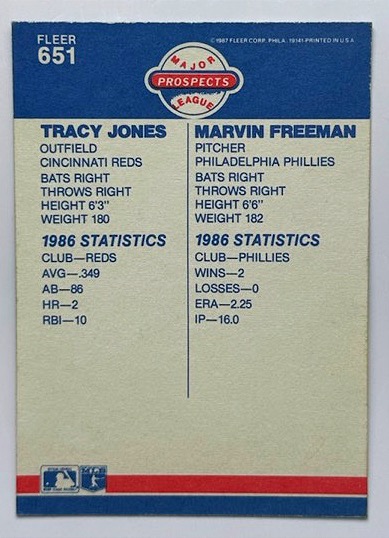 FLEER
651
©1987 FLEER CORP. PHILA. 19141-PRINTED IN U.S.A.
MAJOR
PROSPECTS
LEAGUE
TRACY JONES
OUTFIELD
CINCINNATI REDS
BATS RIGHT
THROWS RIGHT
HEIGHT 6'3"
WEIGHT 180
1986 STATISTICS
CLUB—REDS
AVG—.349
AB—86
HR—2
RBI—10
MARVIN FREEMAN
PITCHER
PHILADELPHIA PHILLIES
BATS RIGHT
THROWS RIGHT
HEIGHT 6'6"
WEIGHT 182
1986 STATISTICS
CLUB—PHILLIES
WINS—2
LOSSES—0
ERA—2.25
IP—16.0